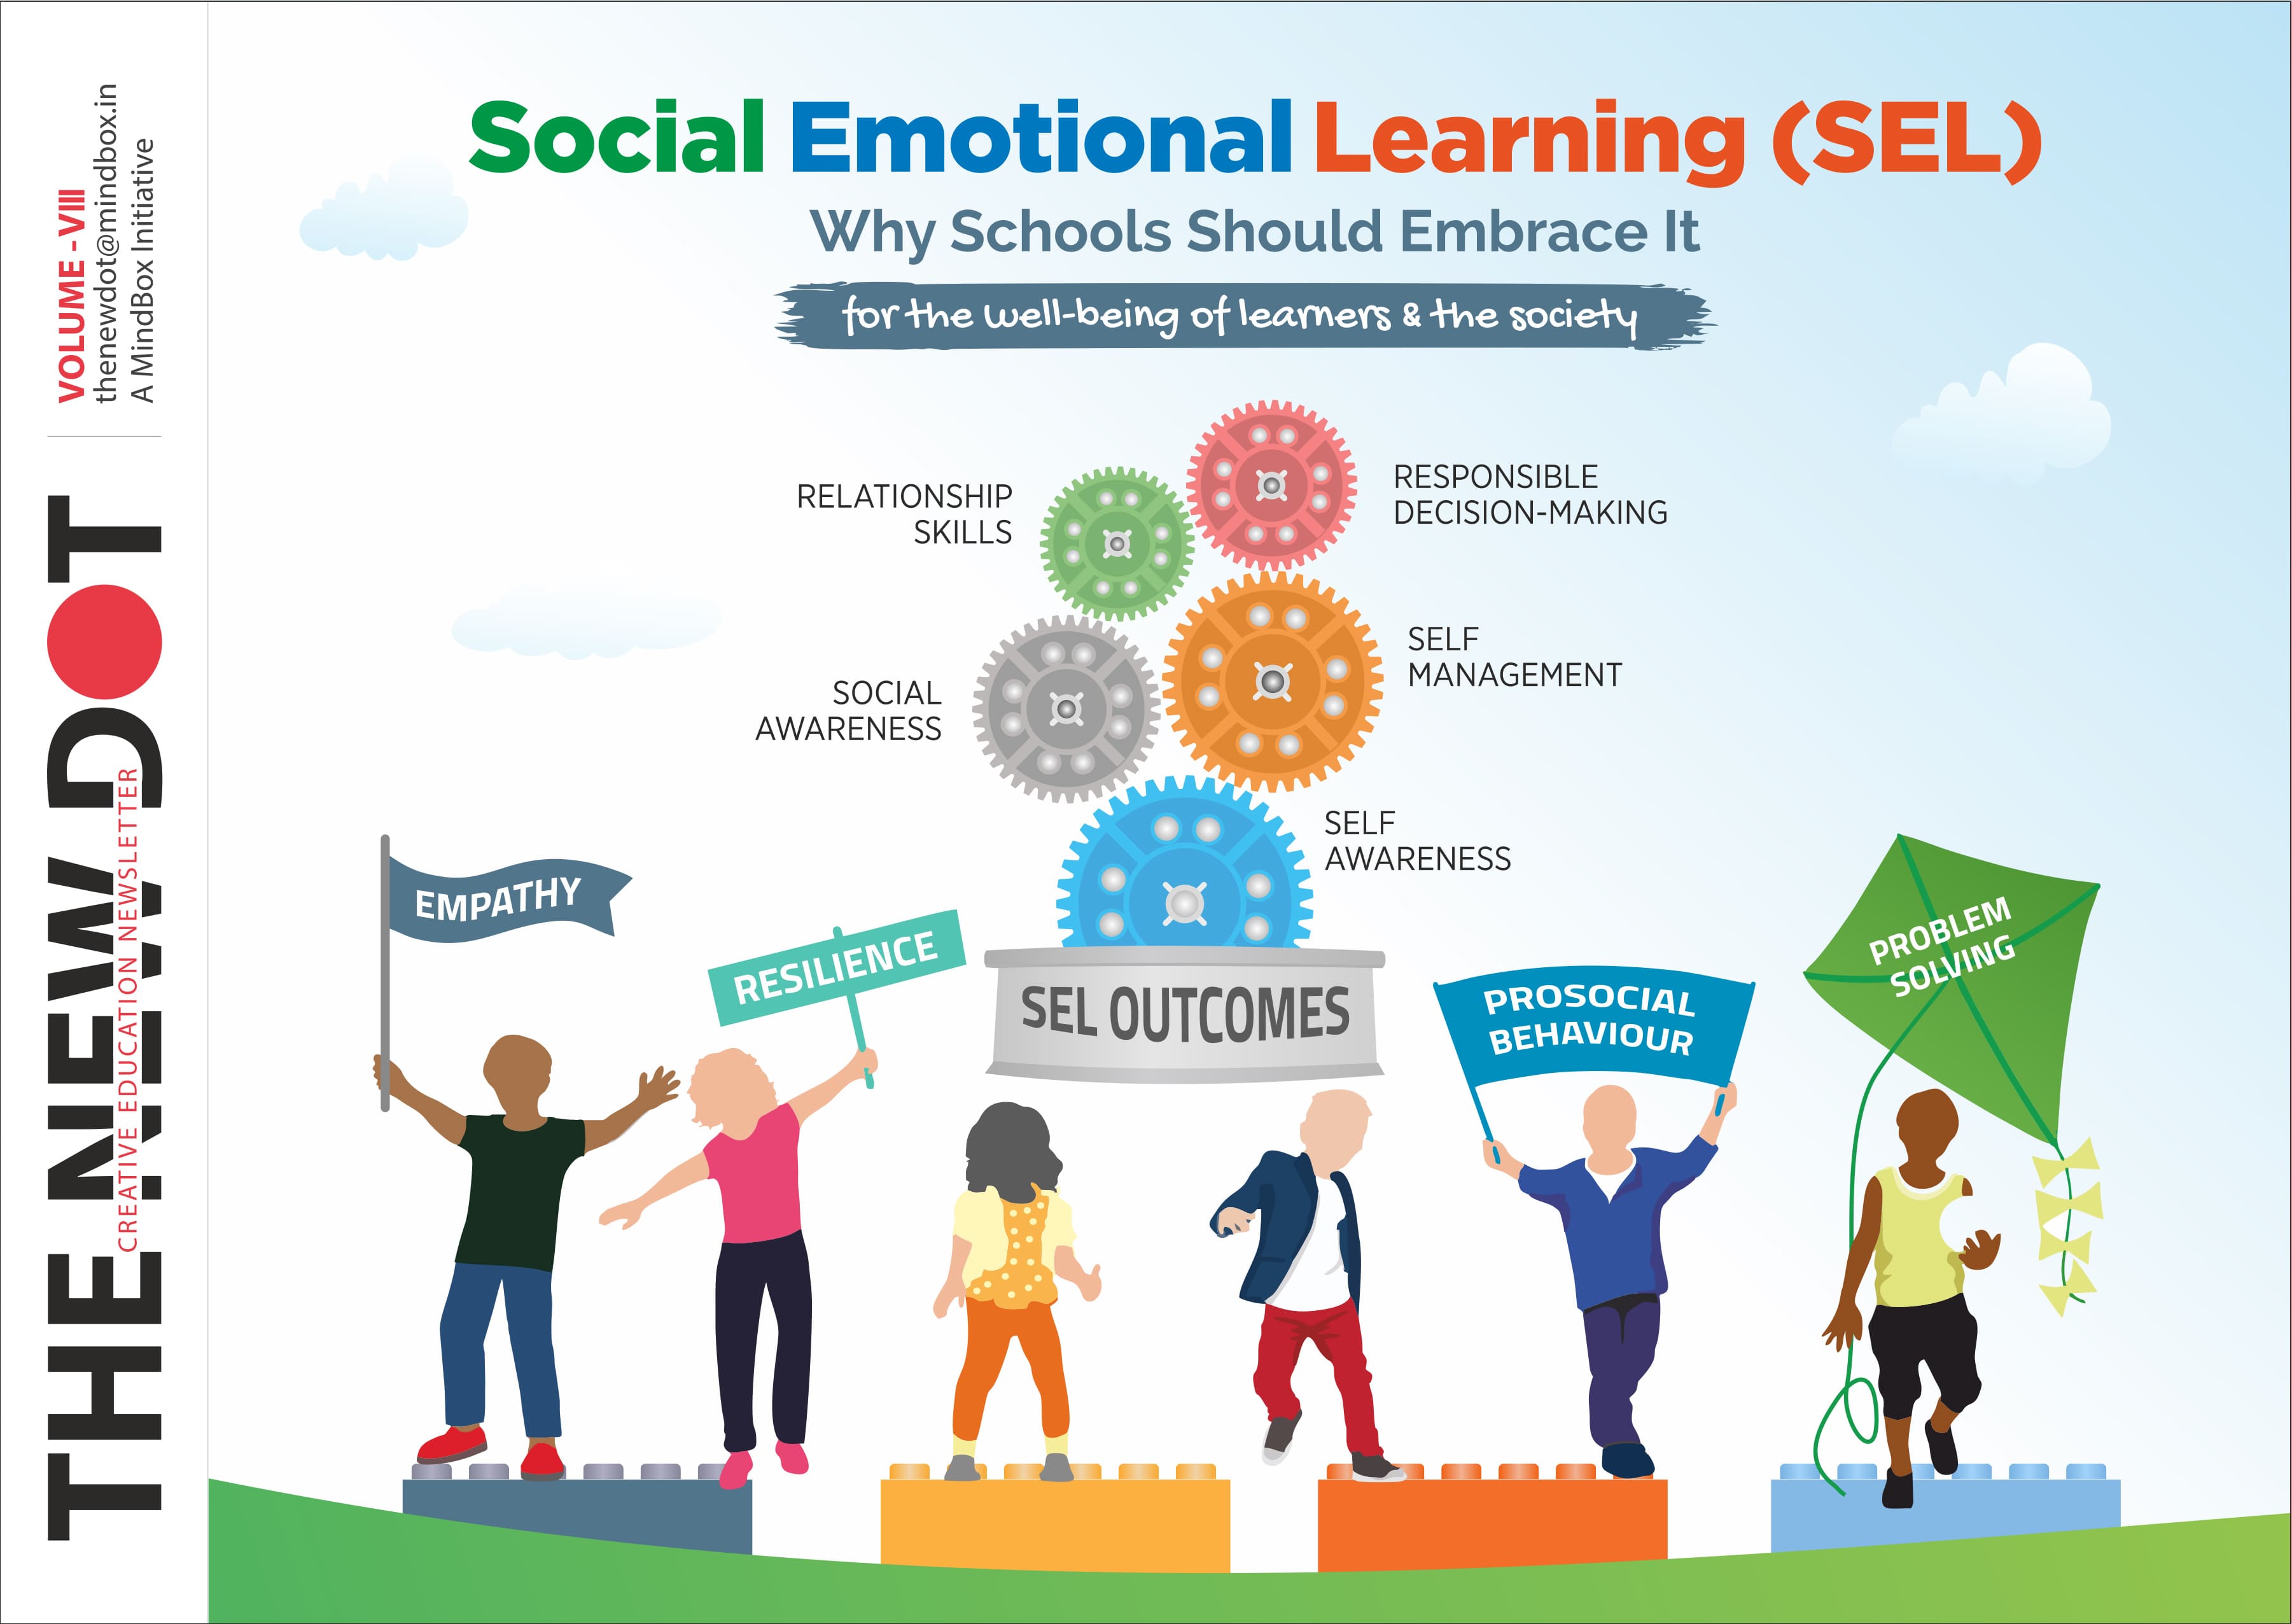 VOLUME - VIII
thenewdot@mindbox.in
A MindBox Initiative
THE NEW DOT
CREATIVE EDUCATION NEWSLETTER
Social Emotional Learning (SEL)
Why Schools Should Embrace It
for the well-being of learners & the society
RELATIONSHIP
SKILLS
RESPONSIBLE
DECISION-MAKING
SOCIAL
AWARENESS
SELF
MANAGEMENT
SELF
AWARENESS
EMPATHY
RESILIENCE
SEL OUTCOMES
PROSOCIAL
BEHAVIOUR
PROBLEM
SOLVING